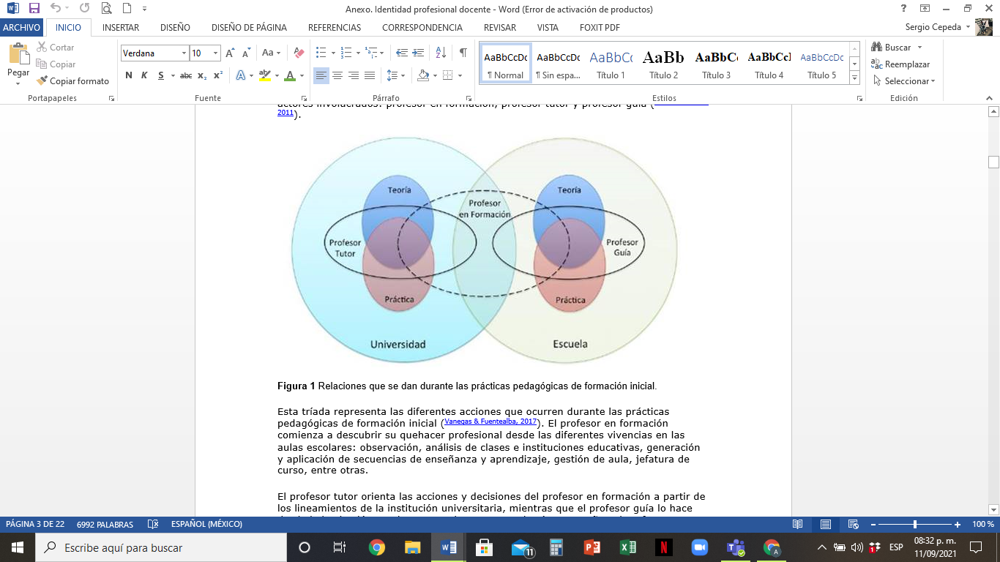 Anexo. Identidad profesional docente - Word (Error de activación de productos)
ARCHIVO INICIO INSERTAR DISEÑO DISEÑO DE PÁGINA REFERENCIAS CORRESPONDENCIA REVISAR VISTA FOXIT PDF
Sergio Cepeda
Pegar
Cortar
Copiar
Copiar formato
Portapapeles
Verdana 10
N K S abc x₂ x²
Fuente
Párrafo
AaBbCcDc AaBbCcDc AaBbCc AaBb AaBbCc AaBbCcI AaBbCcDc
¶ Normal ¶ Sin espa... Título 1 Título 2 Título 3 Título 4 Título 5
Estilos
Buscar
Reemplazar
Seleccionar
Edición
actores involucrados: profesor en formación, profesor tutor y profesor guía (
2011).
Teoría
Profesor
Tutor
Práctica
Universidad
Profesor
en Formación
Teoría
Profesor
Guía
Práctica
Escuela
Figura 1 Relaciones que se dan durante las prácticas pedagógicas de formación inicial.
Esta tríada representa las diferentes acciones que ocurren durante las prácticas
pedagógicas de formación inicial (Vanegas & Fuentealba, 2017). El profesor en formación
comienza a descubrir su quehacer profesional desde las diferentes vivencias en las
aulas escolares: observación, análisis de clases e instituciones educativas, generación
y aplicación de secuencias de enseñanza y aprendizaje, gestión de aula, jefatura de
curso, entre otras.
El profesor tutor orienta las acciones y decisiones del profesor en formación a partir de
los lineamientos de la institución universitaria, mientras que el profesor guía lo hace
PÁGINA 3 DE 22 6992 PALABRAS ESPAÑOL (MÉXICO) 100 %
Escribe aquí para buscar
11
ESP
08:32 p. m.
11/09/2021